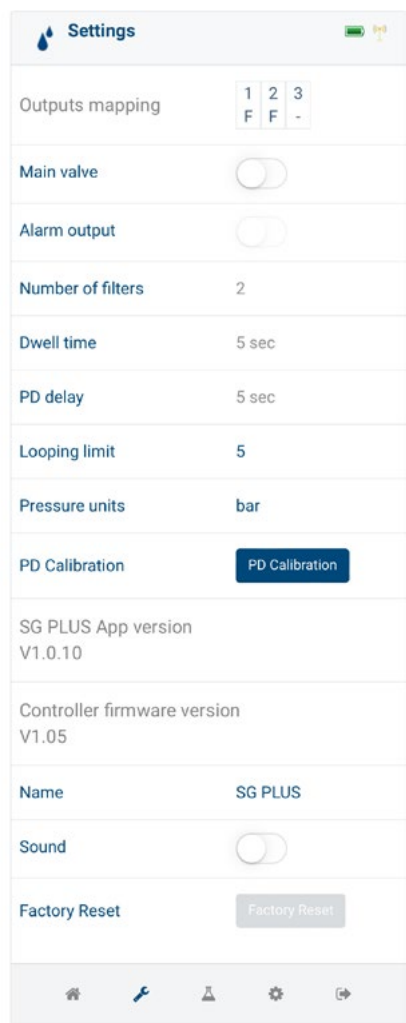 Settings
Outputs mapping
1 2 3
F F -
Main valve
Alarm output
Number of filters 2
Dwell time 5 sec
PD delay 5 sec
Looping limit 5
Pressure units bar
PD Calibration PD Calibration
SG PLUS App version
V1.0.10
Controller firmware version
V1.05
Name SG PLUS
Sound
Factory Reset Factory Reset